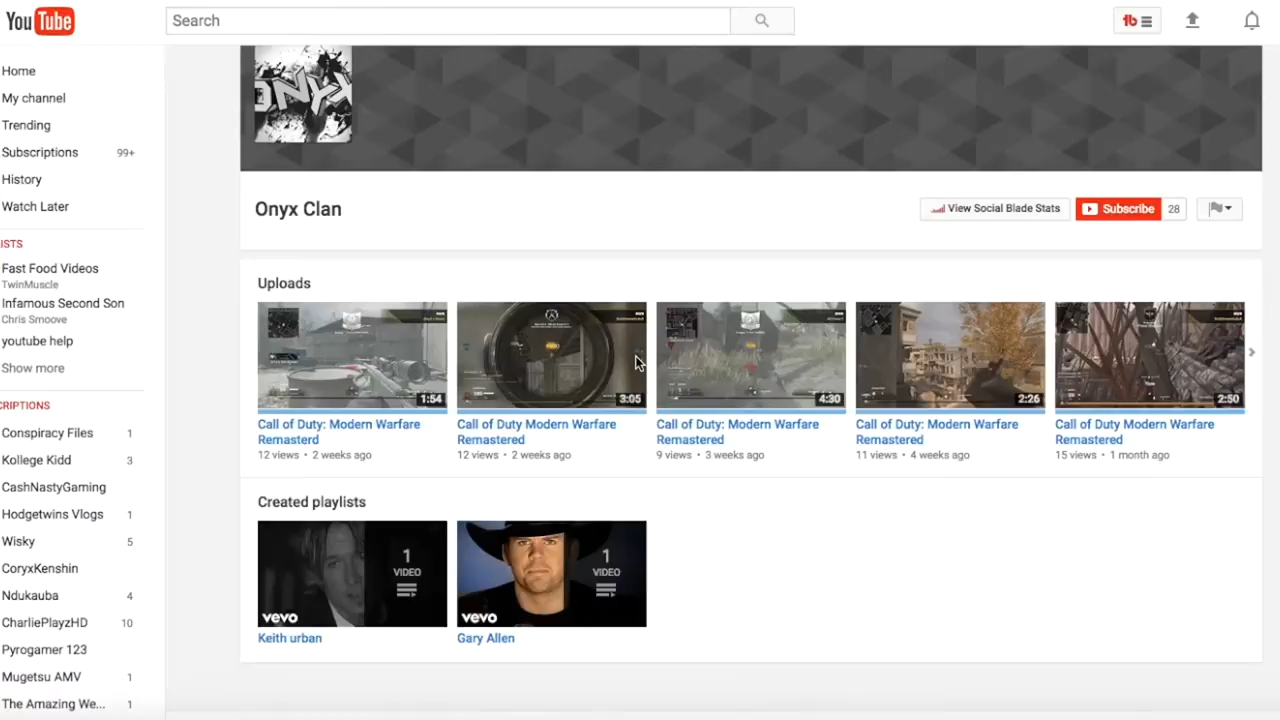 YouTube
Search
tb
Home
My channel
Trending
Subscriptions 99+
History
Watch Later
ISTS
Fast Food Videos
TwinMuscle
Infamous Second Son
Chris Smoove
youtube help
Show more
CRIPTIONS
Conspiracy Files 1
Kollege Kidd 3
CashNastyGaming
Hodgetwins Vlogs 1
Wisky 5
CoryxKenshin
Ndukauba 4
CharliePlayzHD 10
Pyrogamer 123
Mugetsu AMV 1
The Amazing We... 1
ONYX
Onyx Clan
View Social Blade Stats
Subscribe 28
Uploads
1:54
3:05
4:30
2:26
2:50
Call of Duty: Modern Warfare
Remasterd
12 views • 2 weeks ago
Call of Duty Modern Warfare
Remastered
12 views • 2 weeks ago
Call of Duty: Modern Warfare
Remastered
9 views • 3 weeks ago
Call of Duty: Modern Warfare
Remastered
11 views • 4 weeks ago
Call of Duty: Modern Warfare
Remastered
15 views • 1 month ago
Created playlists
1
VIDEO
vevo
Keith urban
1
VIDEO
vevo
Gary Allen